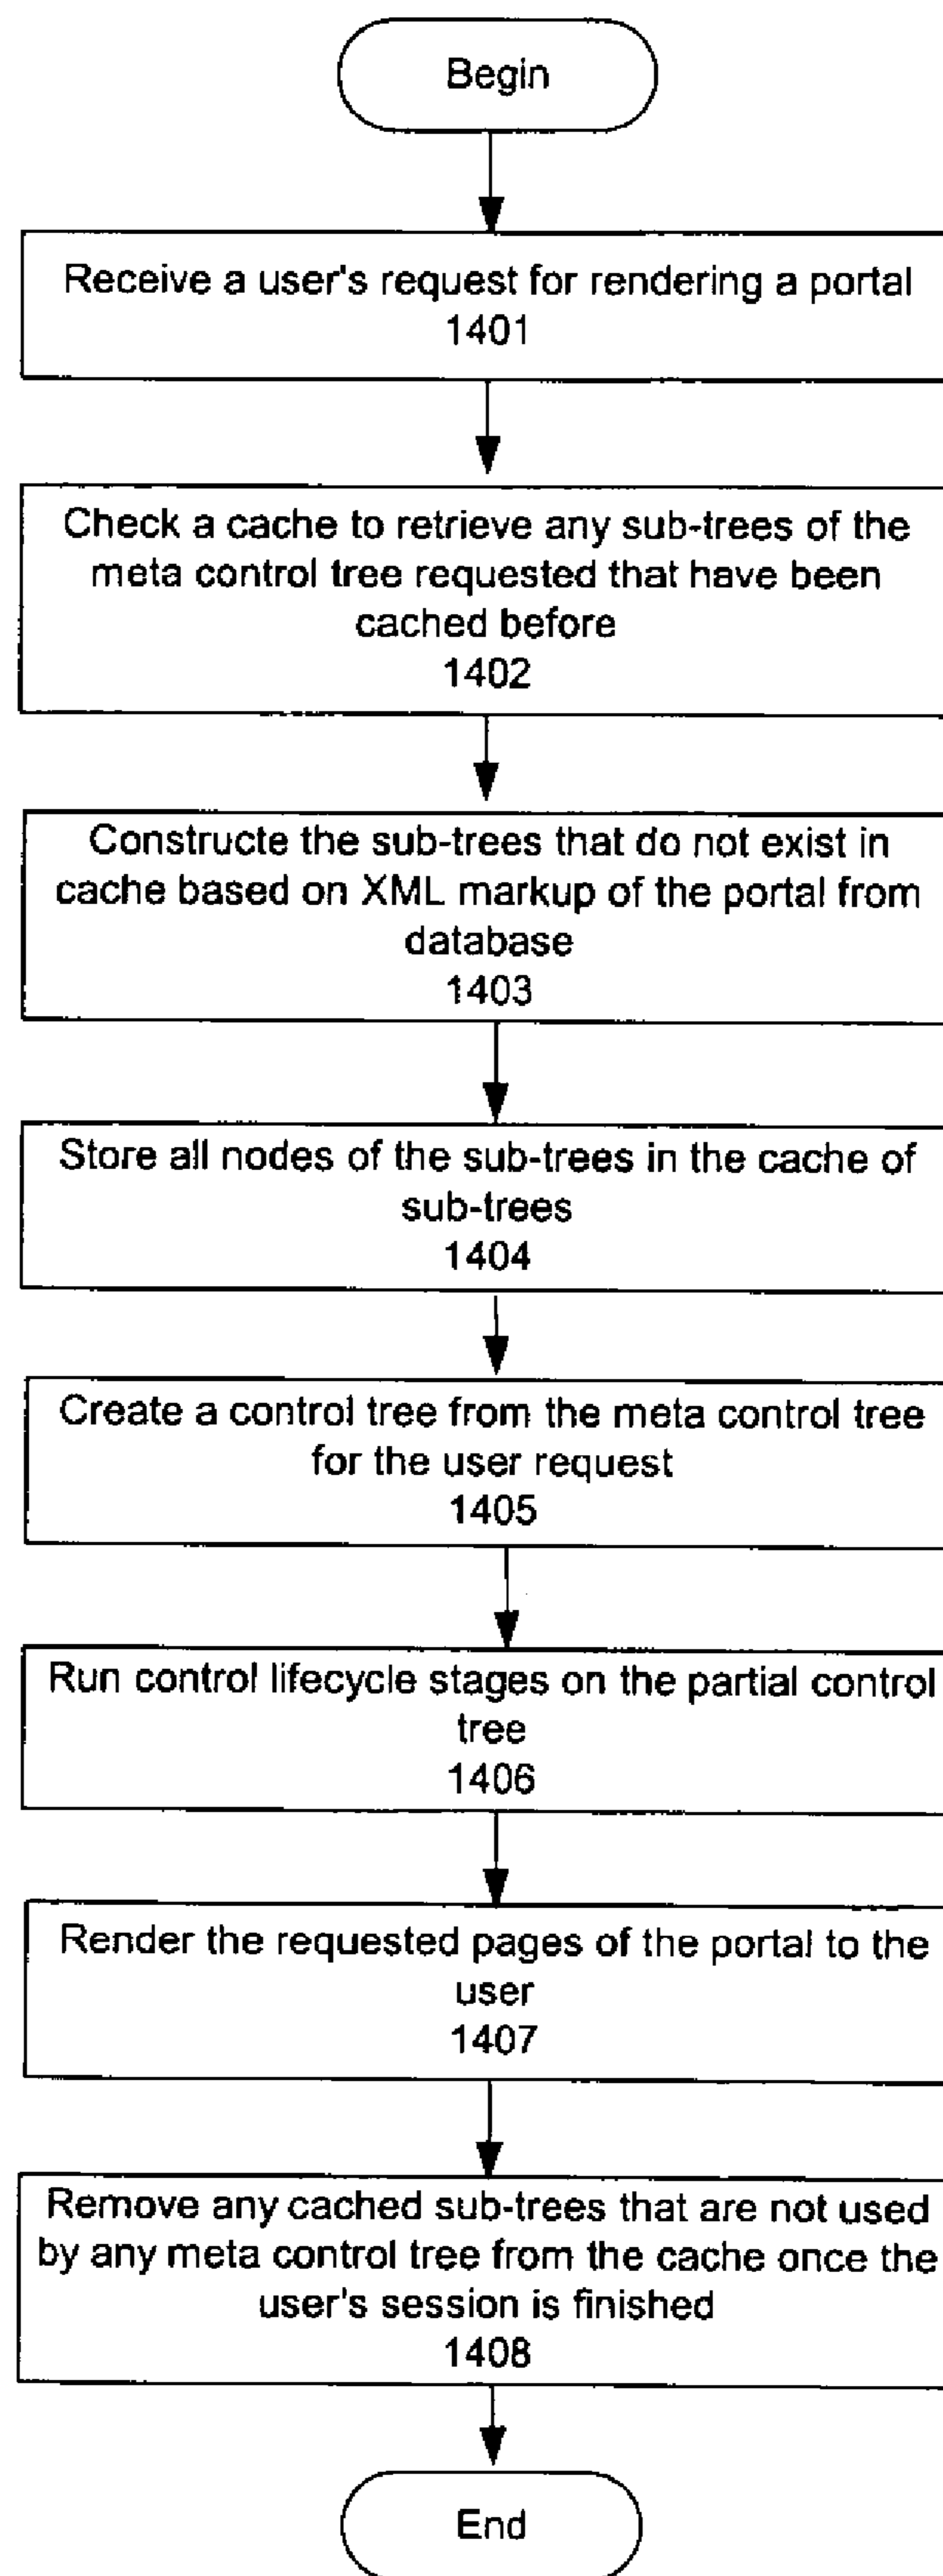 Begin
Receive a user's request for rendering a portal
1401
Check a cache to retrieve any sub-trees of the
meta control tree requested that have been
cached before
1402
Constructe the sub-trees that do not exist in
cache based on XML markup of the portal from
database
1403
Store all nodes of the sub-trees in the cache of
sub-trees
1404
Create a control tree from the meta control tree
for the user request
1405
Run control lifecycle stages on the partial control
tree
1406
Render the requested pages of the portal to the
user
1407
Remove any cached sub-trees that are not used
by any meta control tree from the cache once the
user's session is finished
1408
End